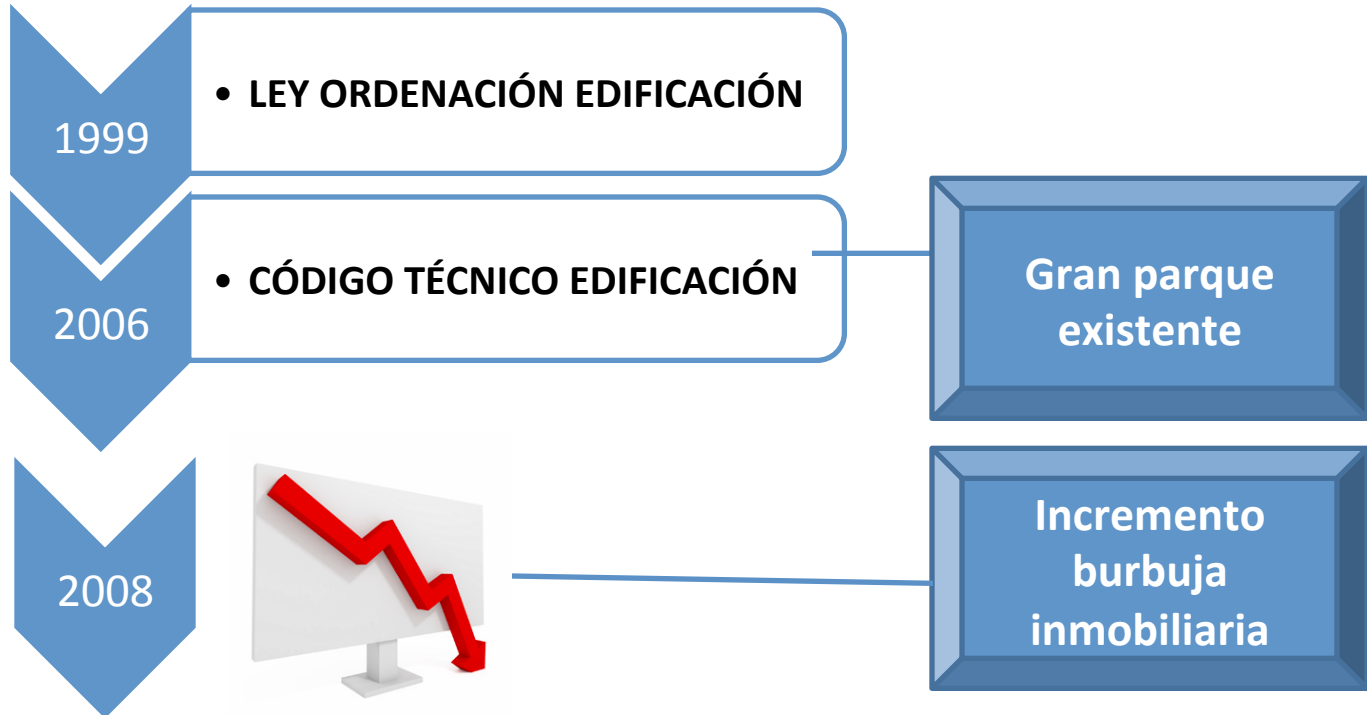 1999
• LEY ORDENACIÓN EDIFICACIÓN
2006
• CÓDIGO TÉCNICO EDIFICACIÓN
Gran parque
existente
2008
Incremento
burbuja
inmobiliaria